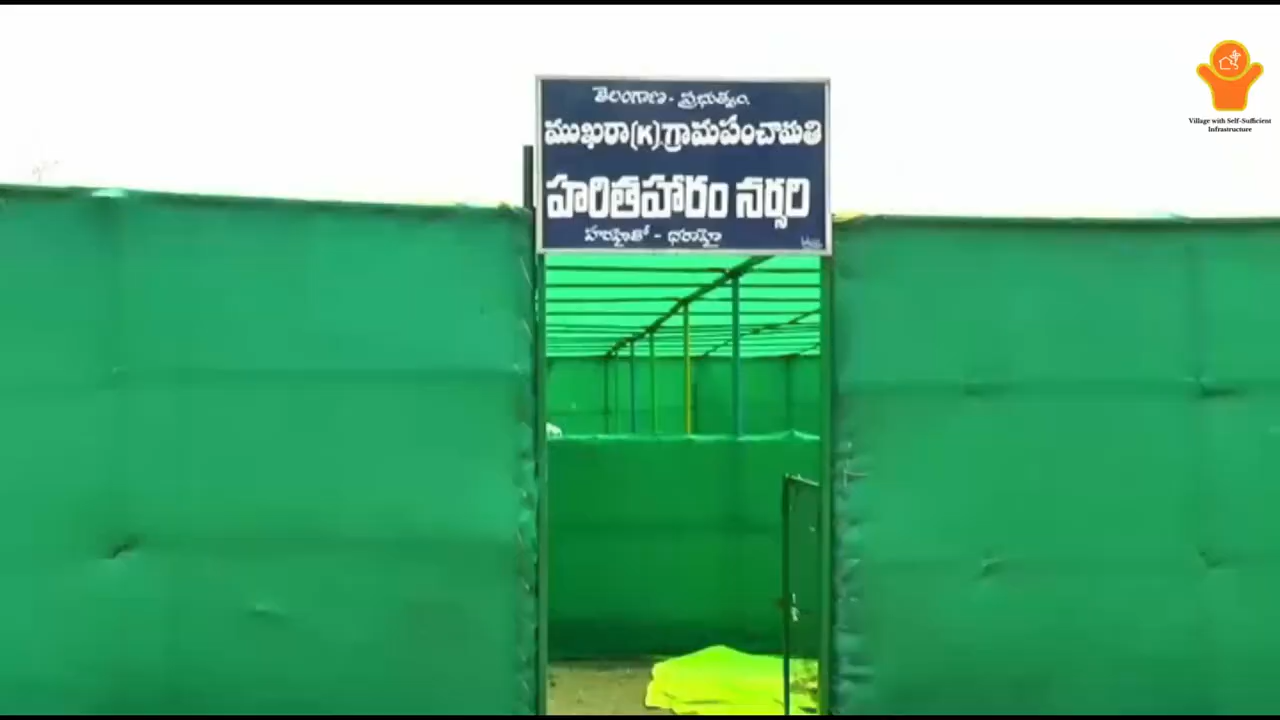 తెలంగాణ - ప్రభుత్వం.
ముఖరా(K) గ్రామపంచాయతి
హరితహారం నర్సరి
Village with Self-Sufficient
Infrastructure